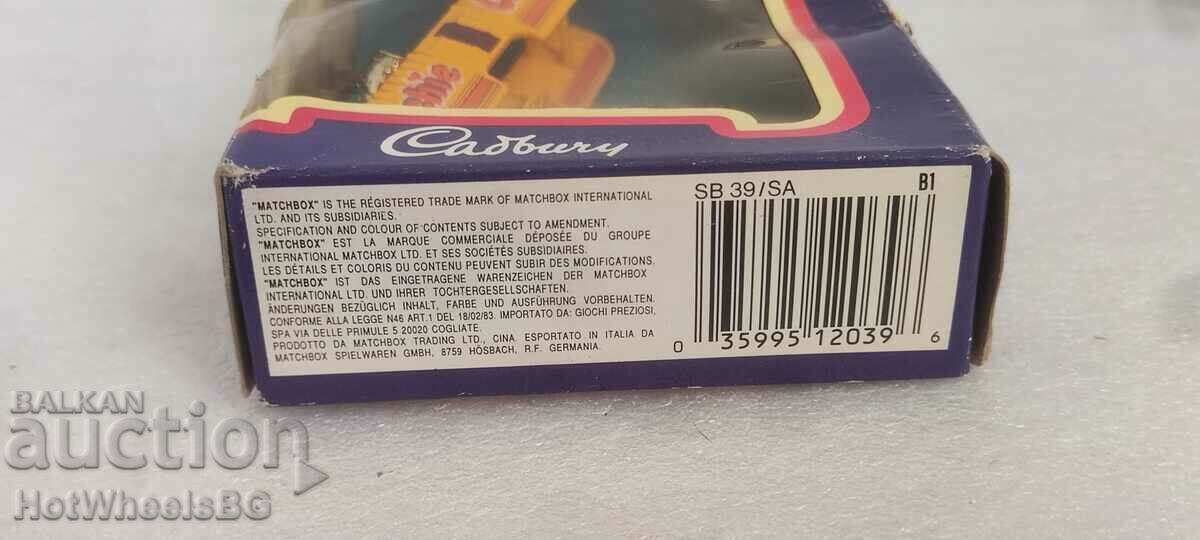 Cadbury
"MATCHBOX" IS THE RÉGISTERED TRADE MARK OF MATCHBOX INTERNATIONAL
LTD. AND ITS SUBSIDIARIES.
SPECIFICATION AND COLOUR OF CONTENTS SUBJECT TO AMENDMENT.
"MATCHBOX" EST LA MARQUE COMMERCIALE DÉPOSÉE DU GROUPE
INTERNATIONAL MATCHBOX LTD. ET SES SOCIÉTÉS SUBSIDIAIRES.
LES DÉTAILS ET COLORIS DU CONTENU PEUVENT SUBIR DES MODIFICATIONS.
"MATCHBOX" IST DAS EINGETRAGENE WARENZEICHEN DER MATCHBOX
INTERNATIONAL LTD. UND IHRER TOCHTERGESELLSCHAFTEN.
ÄNDERUNGEN BEZÜGLICH INHALT, FARBE UND AUSFÜHRUNG VORBEHALTEN.
CONFORME ALLA LEGGE N46 ART.1 DEL 18/02/83. IMPORTATO DA: GIOCHI PREZIOSI,
SPA VIA DELLE PRIMULE 5 20020 COGLIATE.
PRODOTTO DA MATCHBOX TRADING LTD., CINA. ESPORTATO IN ITALIA DA
MATCHBOX SPIELWAREN GMBH, 8759 HÖSBACH, R.F. GERMANIA.
SB 39/SA B1
0 35995 12039 6
BALKAN
auction
HotWheelsBG